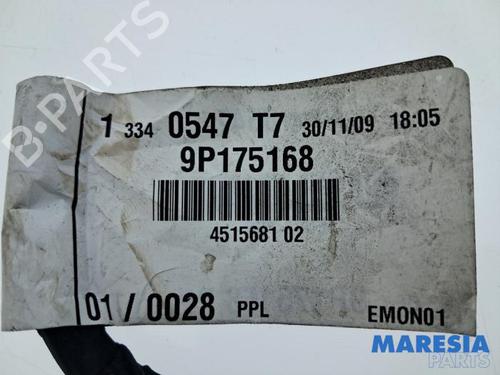 1 334 0547 T7 30/11/09 18:05
9P175168
4515681 02
01 / 0028 PPL EMON01
B-PARTS
MARESIA
AUTO PARTS